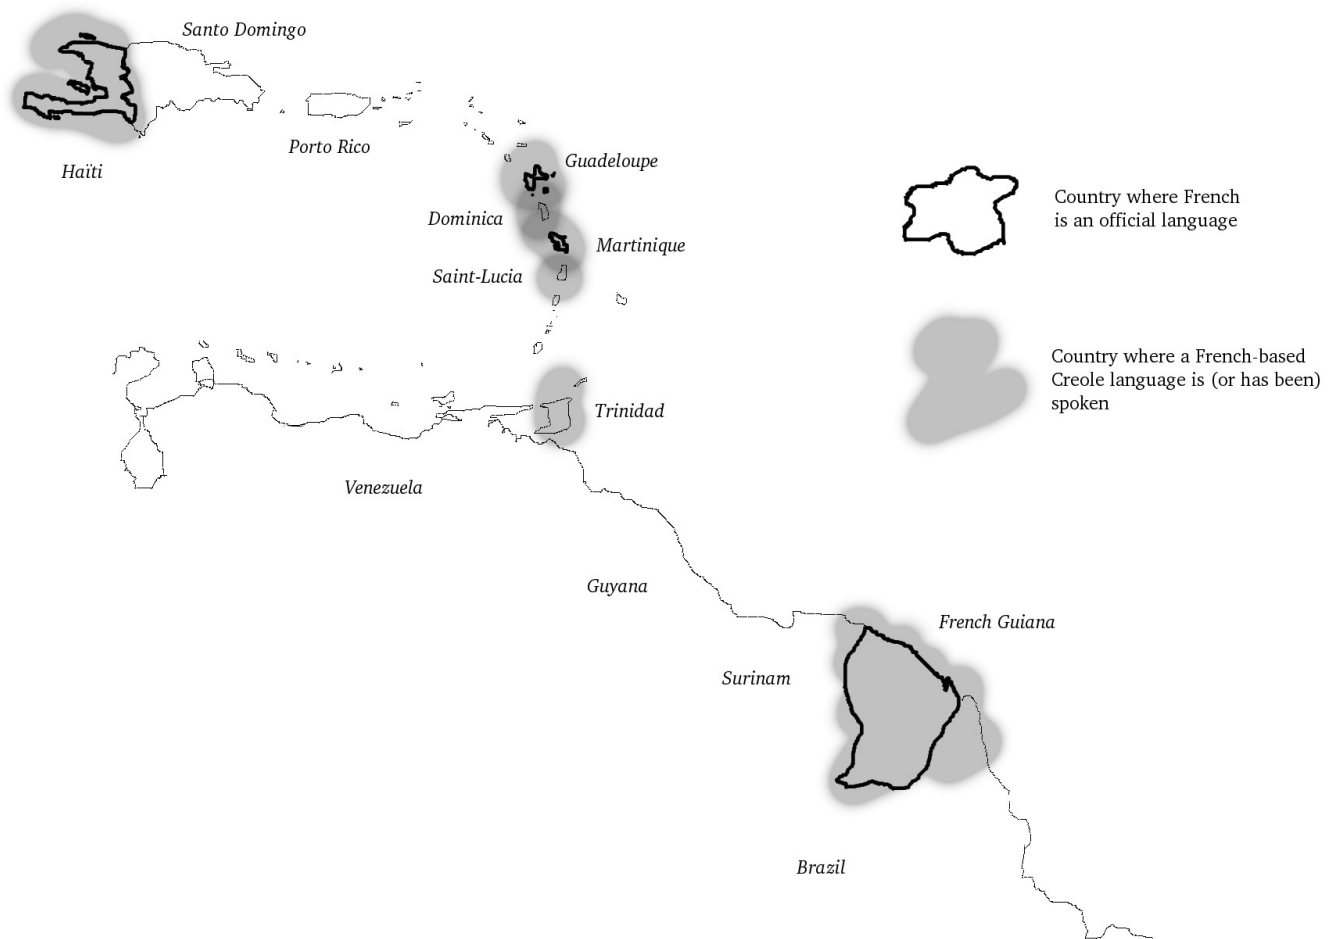 Santo Domingo
Porto Rico
Haïti
Guadeloupe
Dominica
Martinique
Saint-Lucia
Trinidad
Venezuela
Guyana
French Guiana
Surinam
Brazil
Country where French
is an official language
Country where a French-based
Creole language is (or has been)
spoken